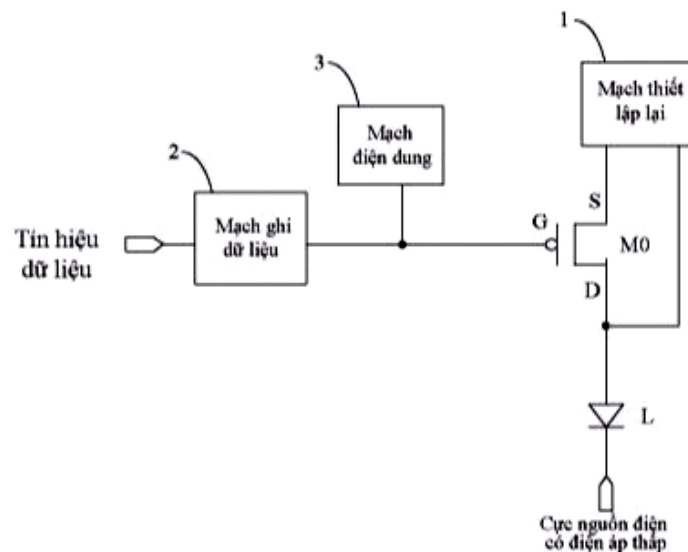 1
Mạch thiết
lập lại
3
Mạch
điện dung
2
Mạch ghi
dữ liệu
Tín hiệu
dữ liệu
S
G
M0
D
L
Cực nguồn điện
có điện áp thấp